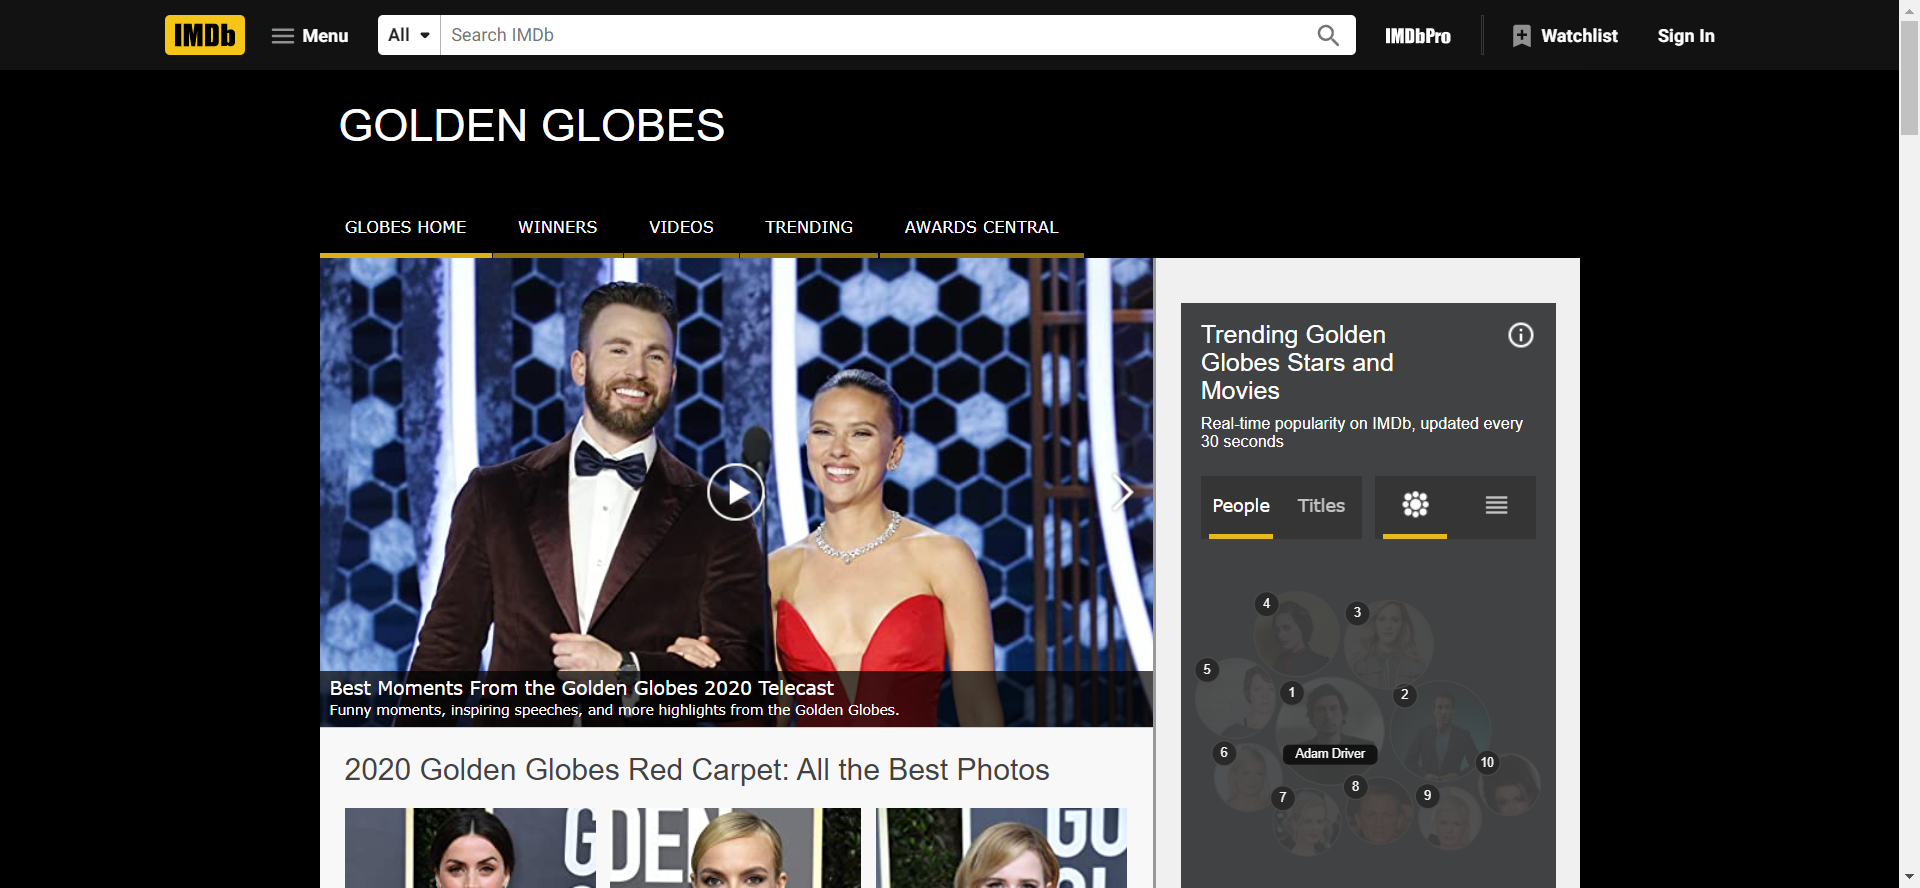 IMDb
Menu
All
Search IMDb
IMDbPro
Watchlist
Sign In
GOLDEN GLOBES
GLOBES HOME
WINNERS
VIDEOS
TRENDING
AWARDS CENTRAL
Best Moments From the Golden Globes 2020 Telecast
Funny moments, inspiring speeches, and more highlights from the Golden Globes.
2020 Golden Globes Red Carpet: All the Best Photos
GOLDEN
G
DEN
GO
Trending Golden
Globes Stars and
Movies
Real-time popularity on IMDb, updated every
30 seconds
People
Titles
4
3
5
1
2
6
Adam Driver
10
7
8
9